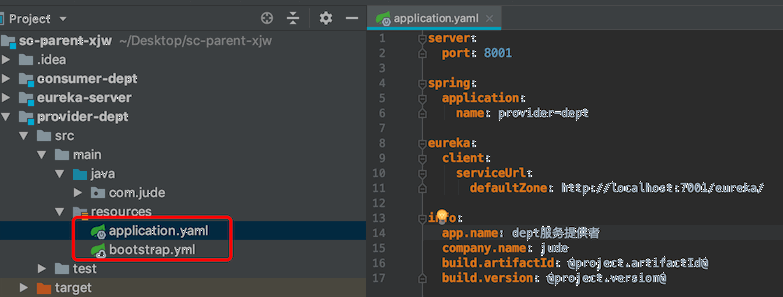 Project
sc-parent-xjw ~/Desktop/sc-parent-xjw
.idea
consumer-dept
eureka-server
provider-dept
src
main
java
com.jude
resources
application.yaml
bootstrap.yml
test
target
application.yaml
1 server:
2 port: 8001
3
4 spring:
5 application:
6 name: provider-dept
7
8 eureka:
9 client:
10 serviceUrl:
11 defaultZone: http://localhost:7001/eureka/
12
13 info:
14 app.name: dept服务提供者
15 company.name: jude
16 build.artifactId: @project.artifactId@
17 build.version: @project.version@